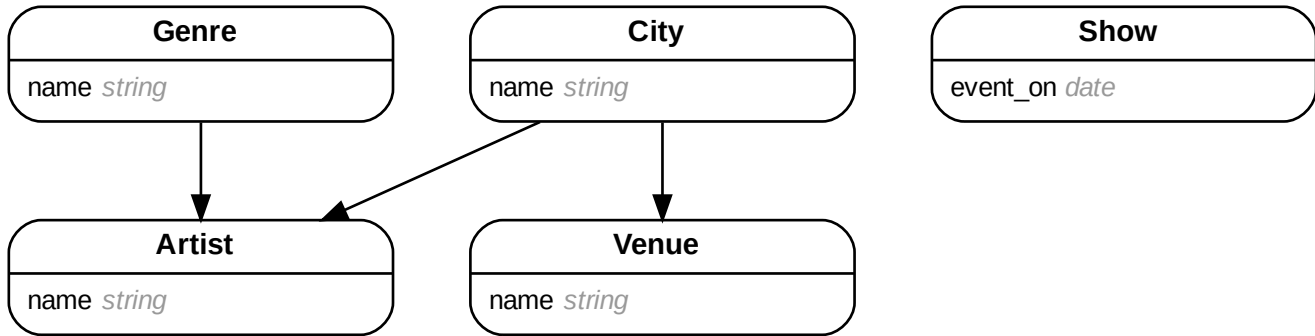 Genre
name string
City
name string
Show
event_on date
Artist
name string
Venue
name string